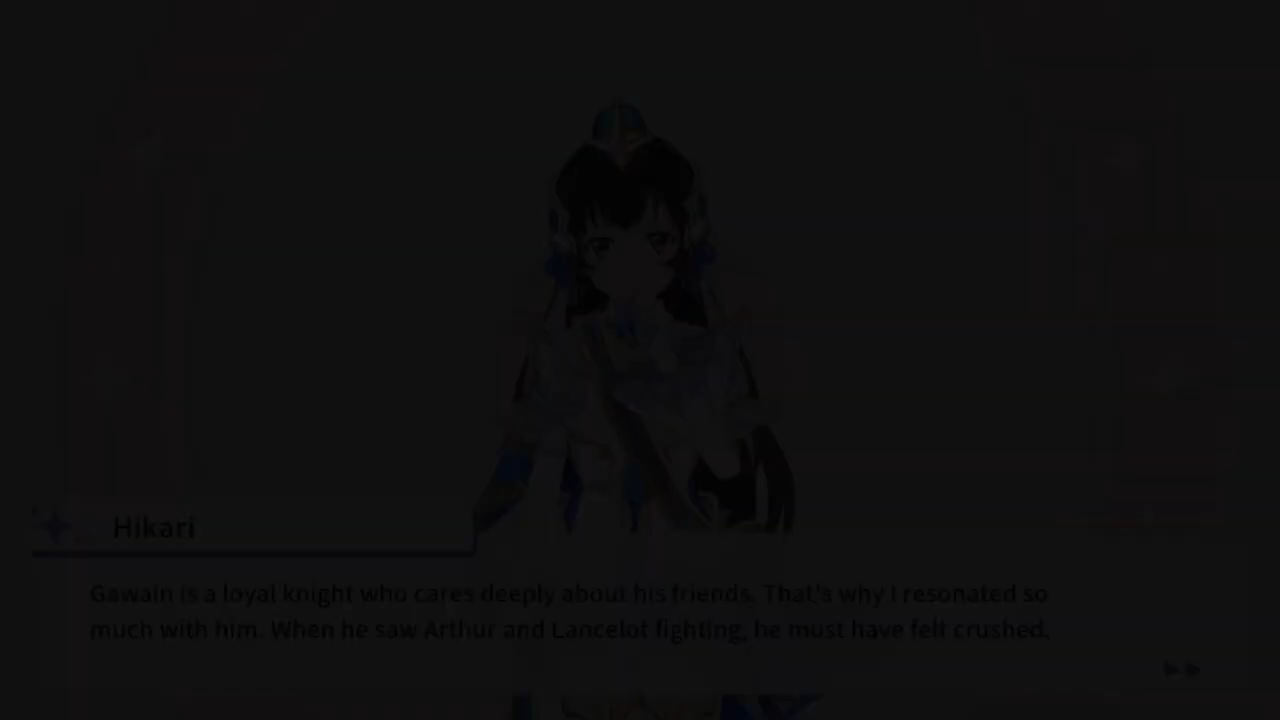 Hikari
Gawain is a loyal knight who cares deeply about his friends. That's why I resonated so
much with him. When he saw Arthur and Lancelot fighting, he must have felt crushed.